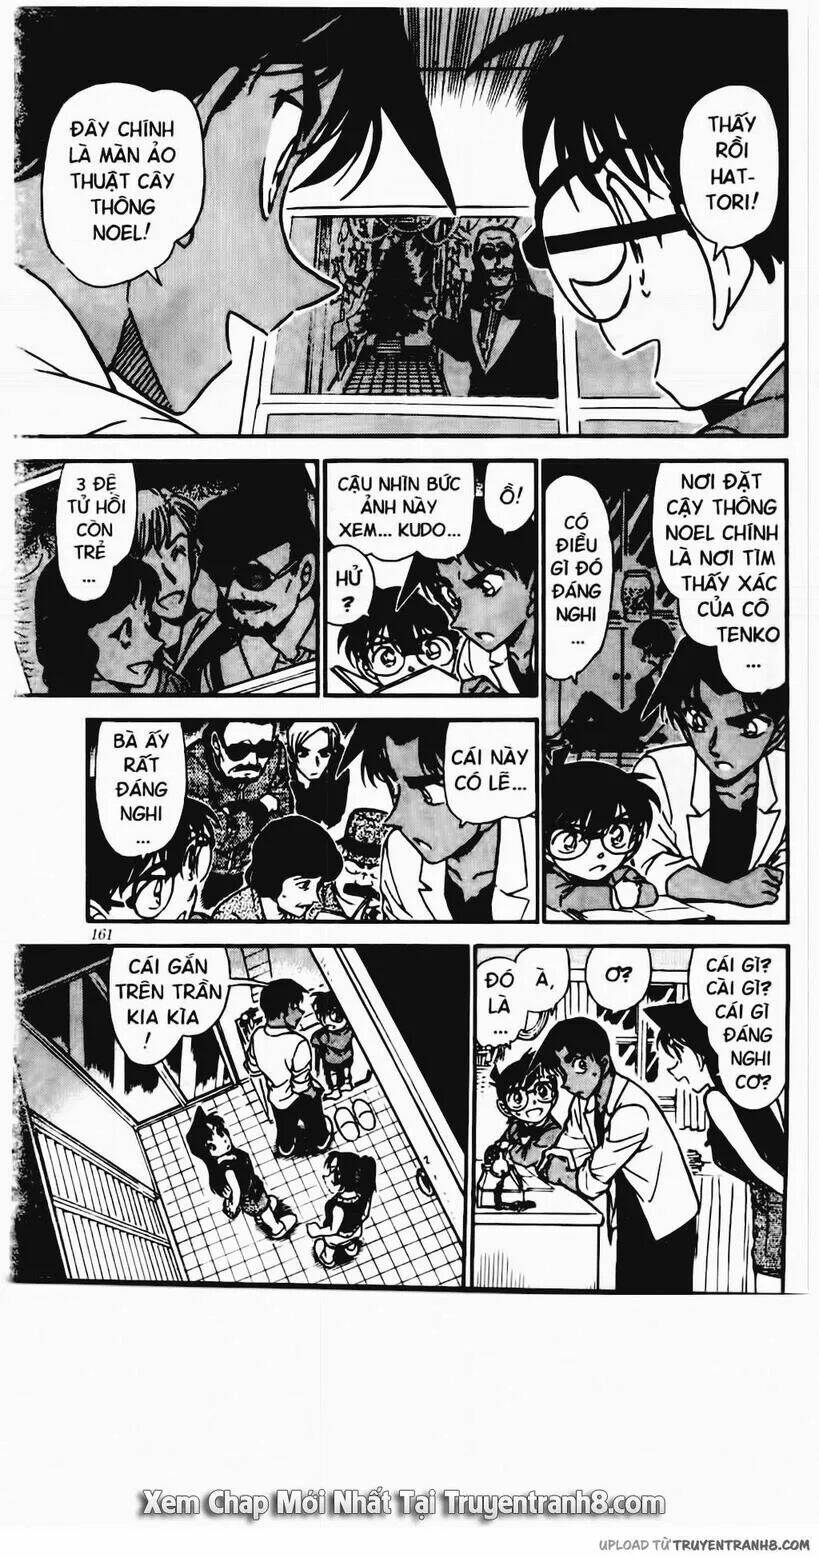 THẤY
RỒI
HAT-
TORI!
ĐÂY CHÍNH
LÀ MÀN ẢO
THUẬT CÂY
THÔNG
NOEL!
NƠI ĐẶT
CẬY THÔNG
NOEL CHÍNH
LÀ NƠI TÌM
THẤY XÁC
CỦA CÔ
TENKO
...
CÓ
ĐIỀU
GÌ ĐÓ
ĐÁNG
NGHI
...
Ồ!
CẬU NHÌN BỨC
ẢNH NÀY
XEM... KUDO...
HỬ
?
3 ĐỆ
TỬ HỒI
CÒN
TRẺ
...
CÁI NÀY
CÓ LẼ...
BÀ ẤY
RẤT
ĐÁNG
NGHI
...
161
CÁI GÌ?
CÀI GÌ?
CÁI GÌ
ĐÁNG
NGHI
CƠ?
Ơ?
À,
ĐÓ
LÀ
...
CÁI GẮN
TRÊN TRẦN
KIA KÌA
!
Xem Chap Mới Nhất Tại Truyentranh8.com
UPLOAD TỪ TRUYENTRANH8.COM